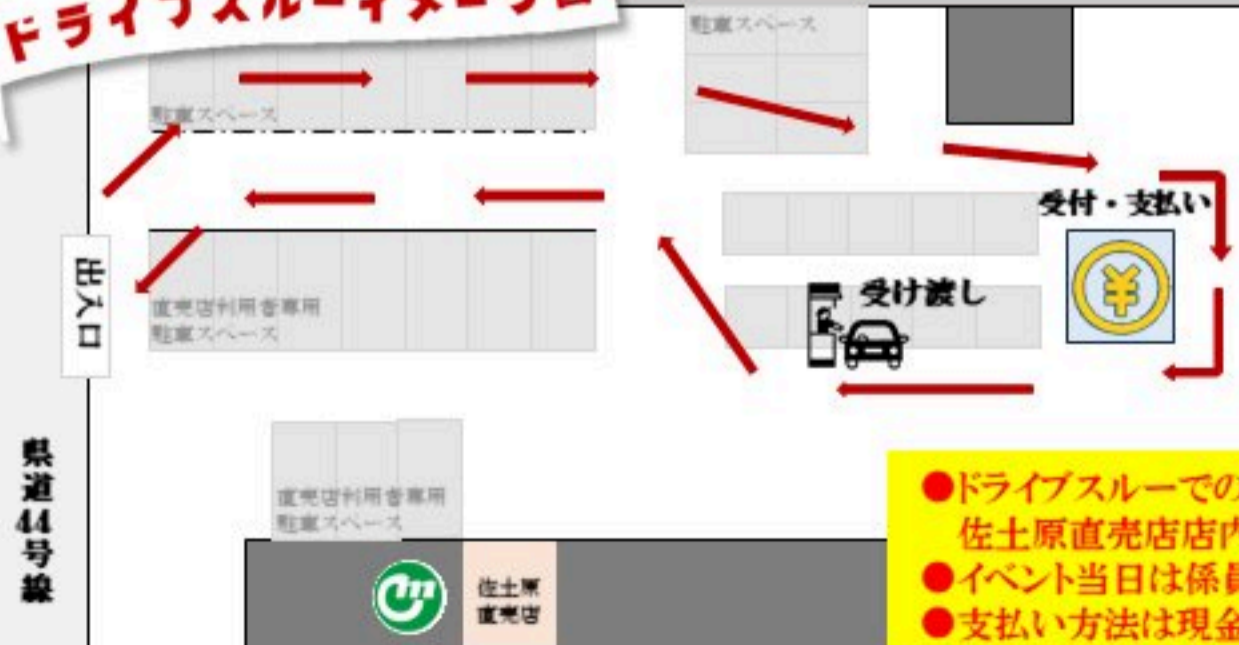 ドライブスルーイメージ図
駐車スペース
駐車スペース
受付・支払い
出入口
直売店利用者専用
駐車スペース
受け渡し
県道44号線
直売店利用者専用
駐車スペース
佐土原
直売店
●ドライブスルーでの
佐土原直売店店内
●イベント当日は係員
●支払い方法は現金